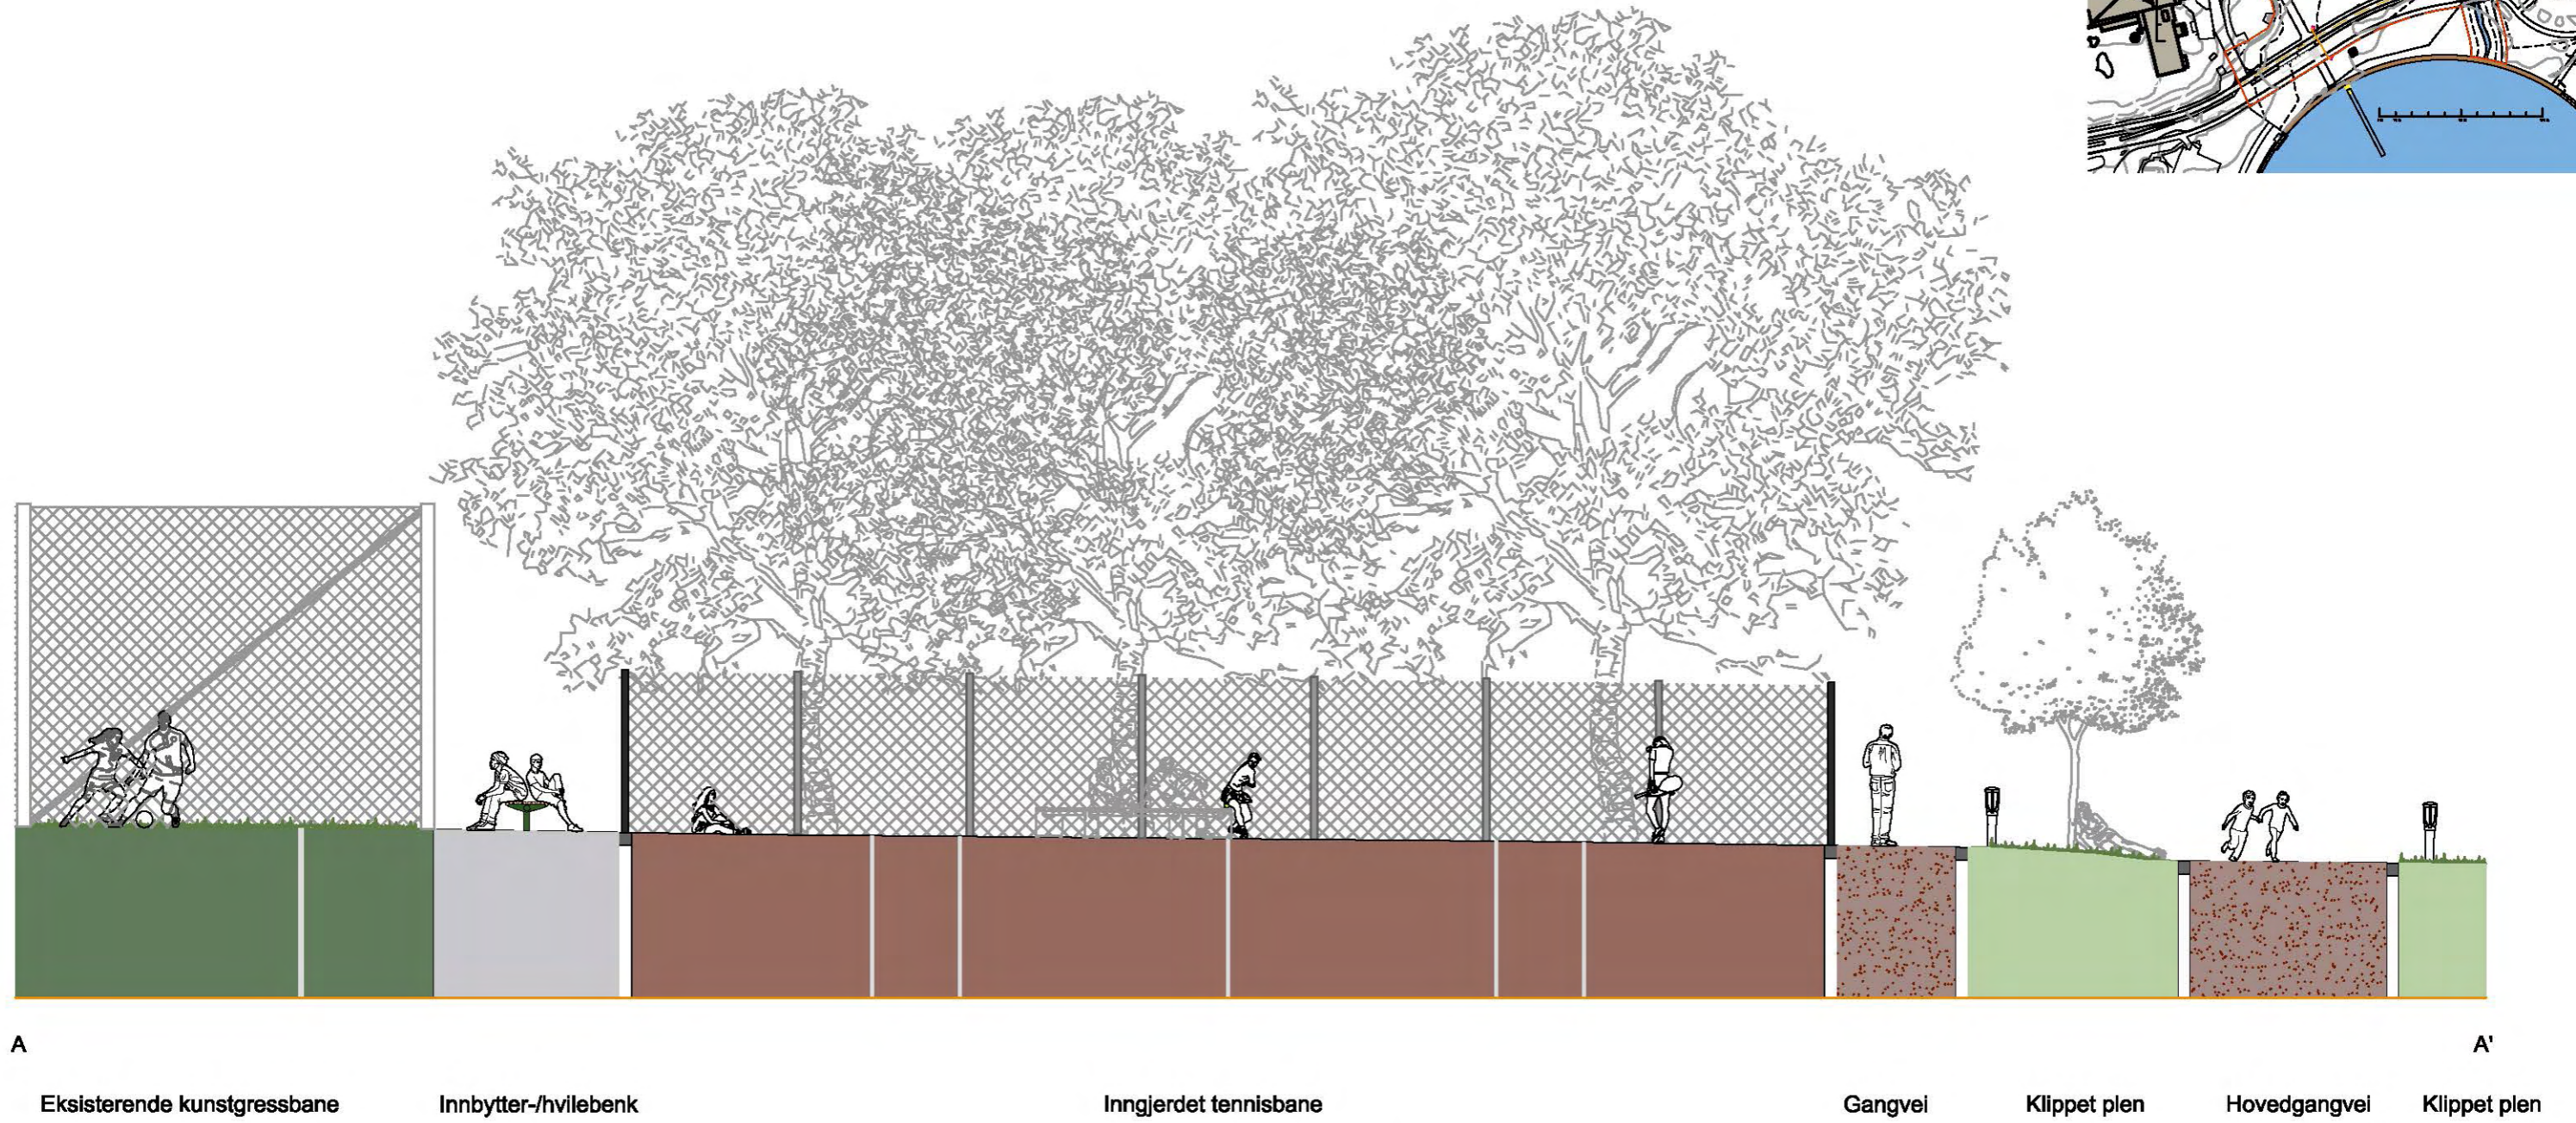 A
A'
Eksisterende kunstgressbane
Innbytter-/hvilebenk
Inngjerdet tennisbane
Gangvei
Klippet plen
Hovedgangvei
Klippet plen